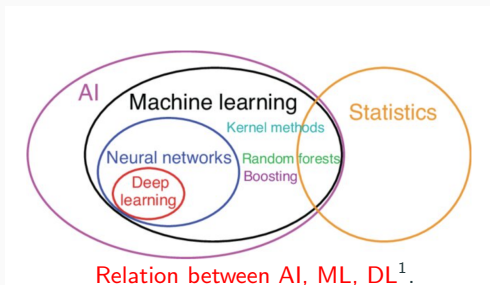 AI
Machine learning
Statistics
Kernel methods
Neural networks
Random forests
Boosting
Deep
learning
Relation between AI, ML, DL¹.